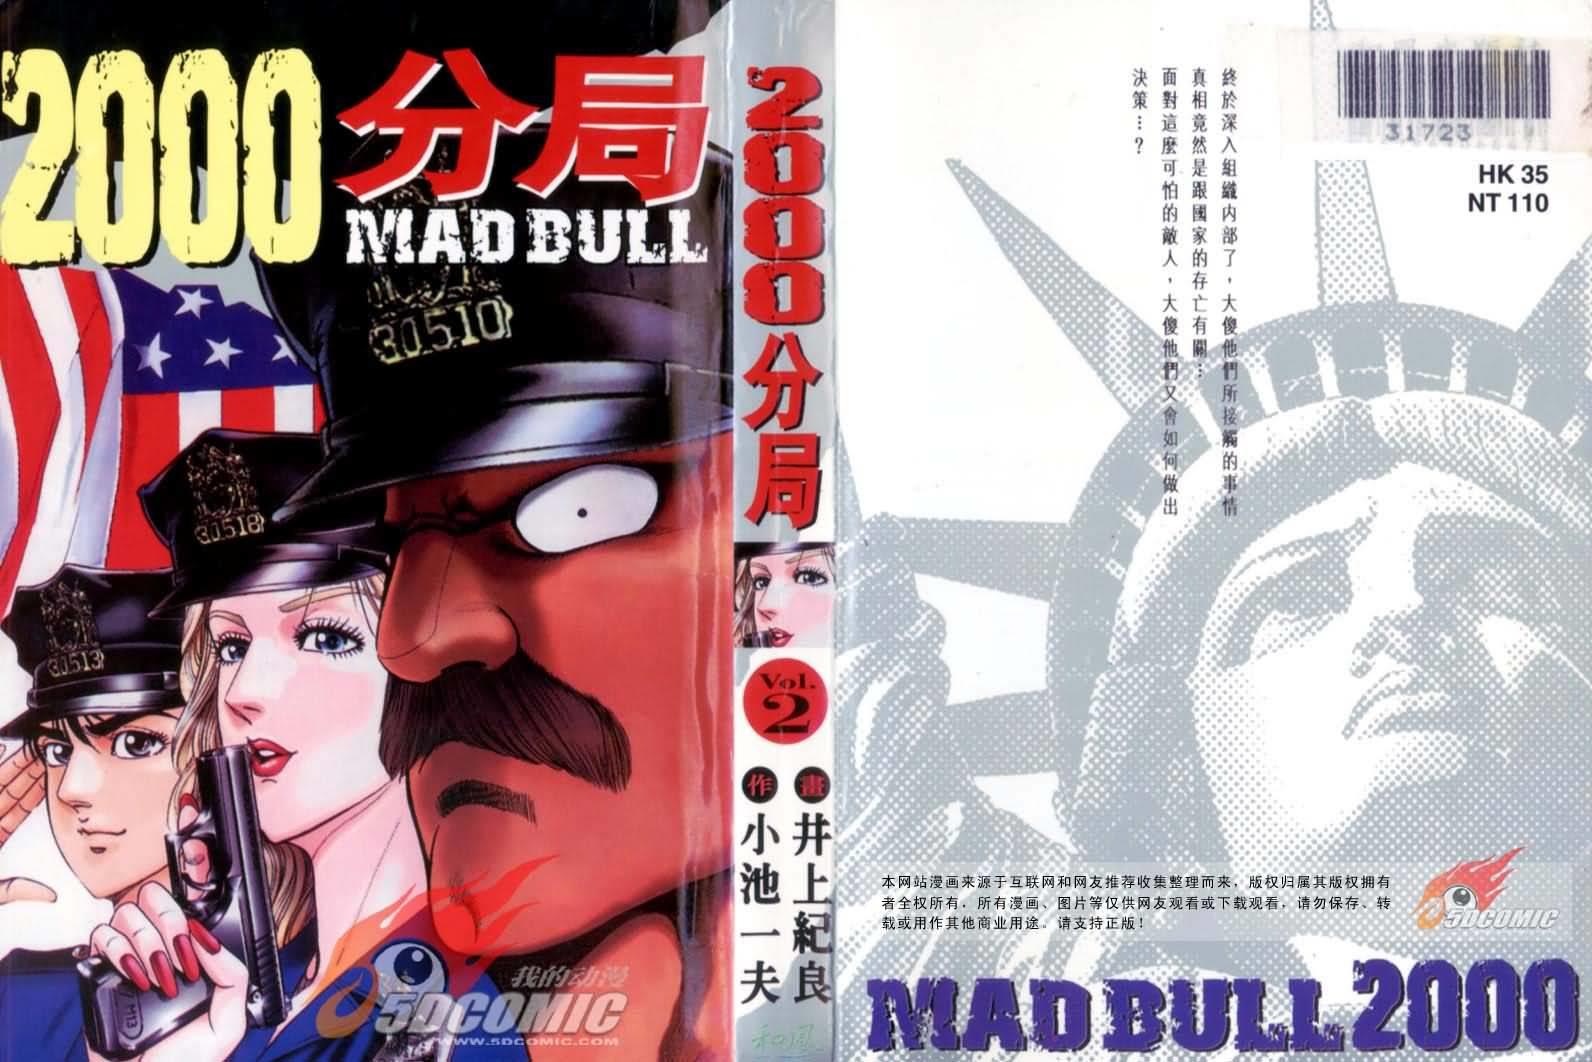 2000
分局
MAD BULL
30510
30518
30513
M13
我的动漫
5DCOMIC
WWW.5DCOMIC.COM
2000分局
Vol.
2
作 小池一夫
畫 井上紀良
和風
終於深入組織内部了，大傻他們所接觸的事情
真相竟然是跟國家的存亡有關…
面對這麼可怕的敵人，大傻他們又會如何做出
決策…？
31723
HK 35
NT 110
本网站漫画来源于互联网和网友推荐收集整理而来，版权归属其版权拥有
者全权所有，所有漫画、图片等仅供网友观看或下载观看，请勿保存、转
载或用作其他商业用途。请支持正版！
5DCOMIC
MAD BULL 2000